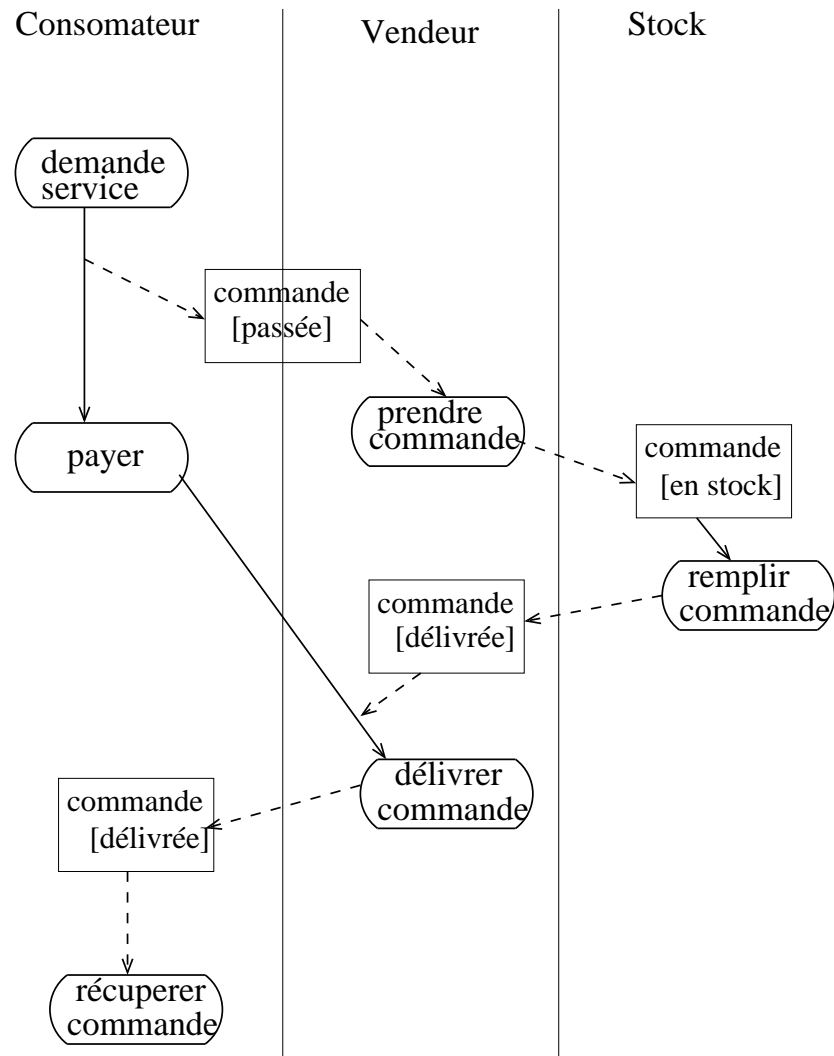 Consomateur
Vendeur
Stock
demande
service
commande
[passée]
prendre
commande
payer
commande
[en stock]
remplir
commande
commande
[délivrée]
délivrer
commande
commande
[délivrée]
récuperer
commande